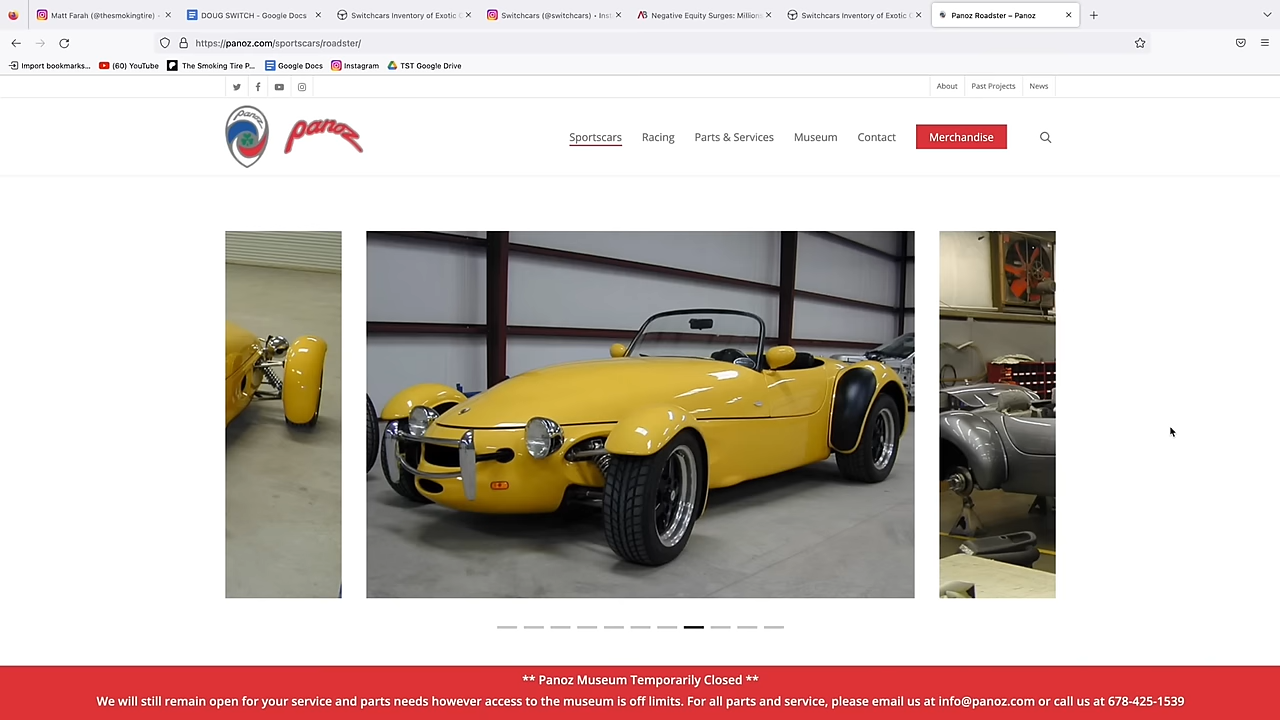 Matt Farah (@thesmokingtire)
DOUG SWITCH - Google Docs
Switchcars Inventory of Exotic C
Switchcars (@switchcars) • Inst
Negative Equity Surges: Million
Switchcars Inventory of Exotic C
Panoz Roadster – Panoz
https://panoz.com/sportscars/roadster/
Import bookmarks...
(60) YouTube
The Smoking Tire P...
Google Docs
Instagram
TST Google Drive
About
Past Projects
News
Panoz
panoz
Sportscars
Racing
Parts & Services
Museum
Contact
Merchandise
** Panoz Museum Temporarily Closed **
We will still remain open for your service and parts needs however access to the museum is off limits. For all parts and service, please email us at info@panoz.com or call us at 678-425-1539